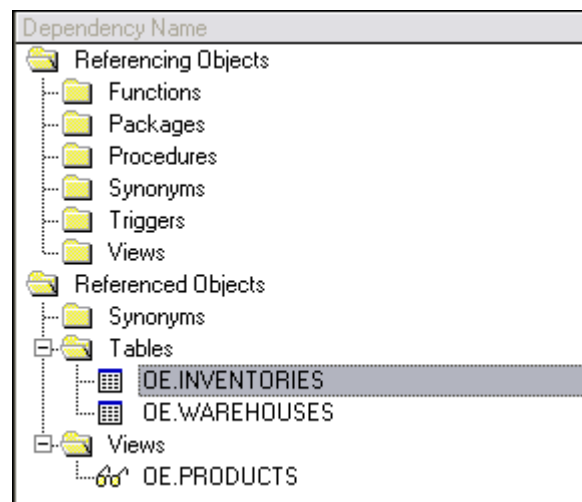 Dependency Name
Referencing Objects
Functions
Packages
Procedures
Synonyms
Triggers
Views
Referenced Objects
Synonyms
Tables
OE.INVENTORIES
OE.WAREHOUSES
Views
OE.PRODUCTS